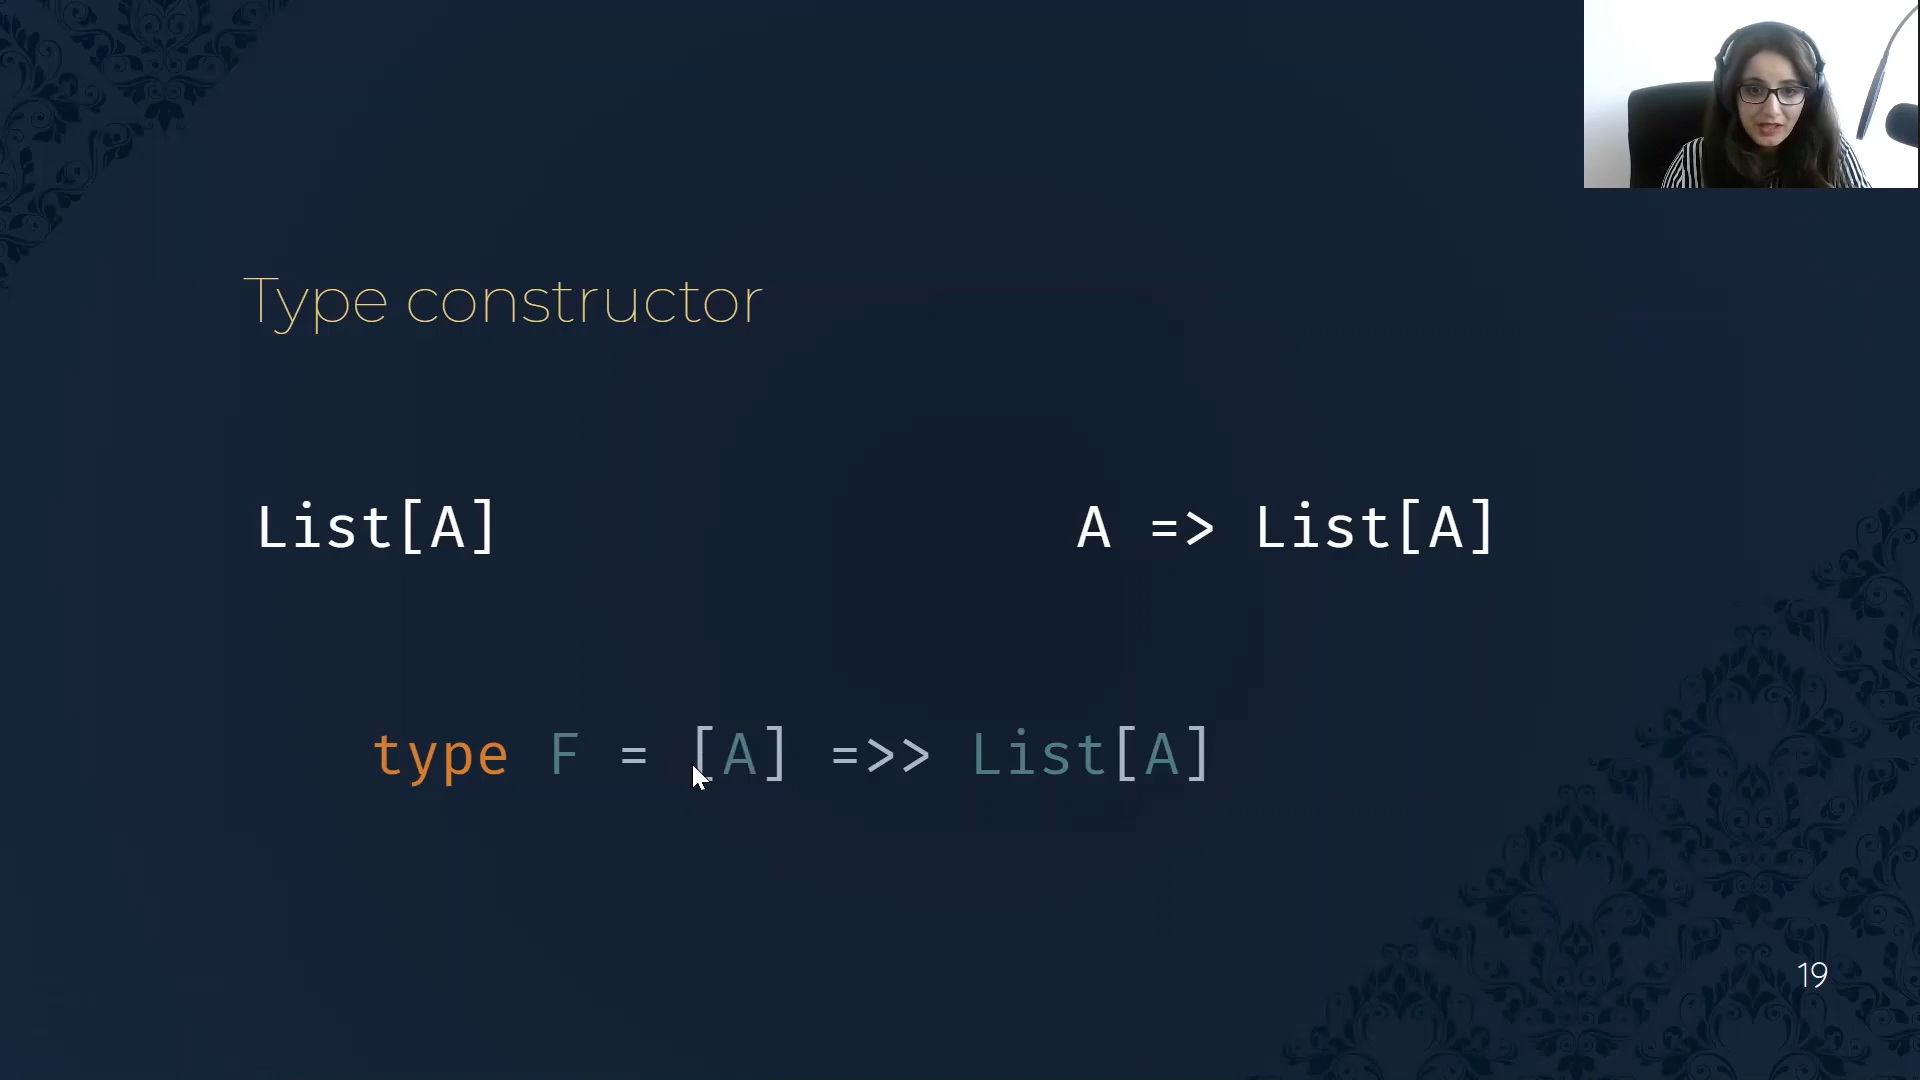 Type constructor
List[A]
A => List[A]
type F = [A] =>> List[A]
19